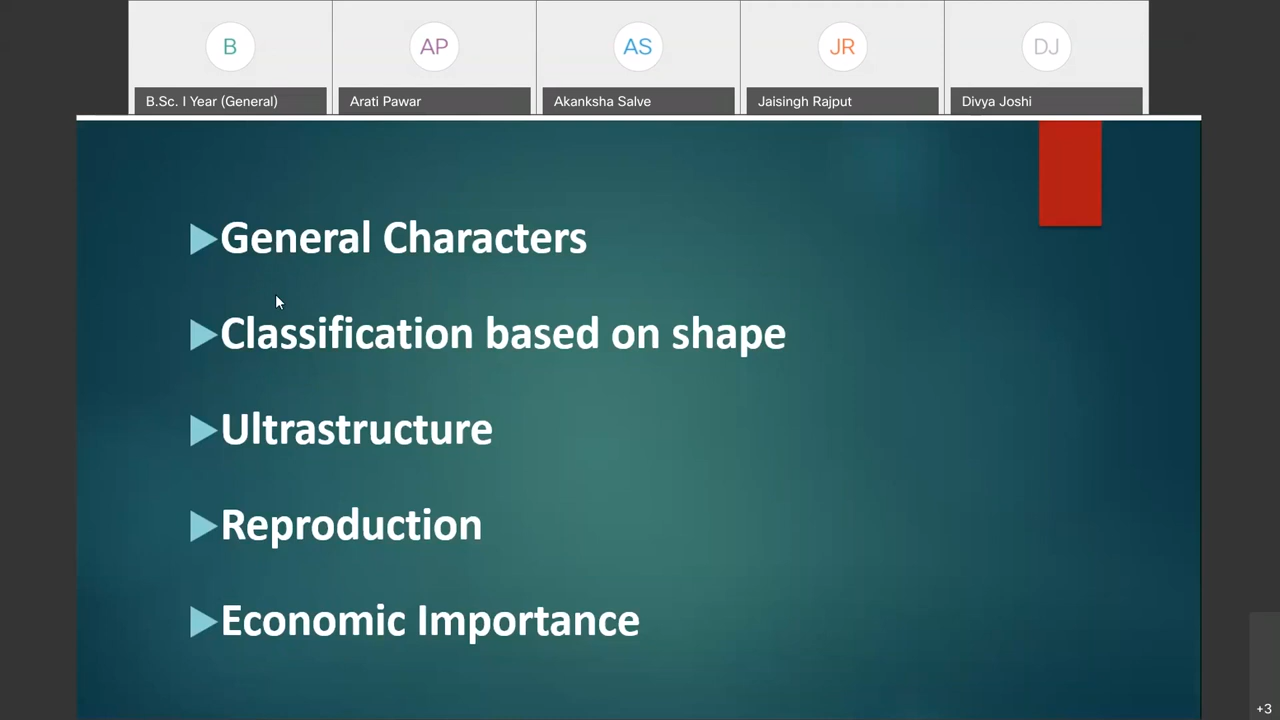 B
AP
AS
JR
DJ
B.Sc. I Year (General)
Arati Pawar
Akanksha Salve
Jaisingh Rajput
Divya Joshi
General Characters
Classification based on shape
Ultrastructure
Reproduction
Economic Importance
+3